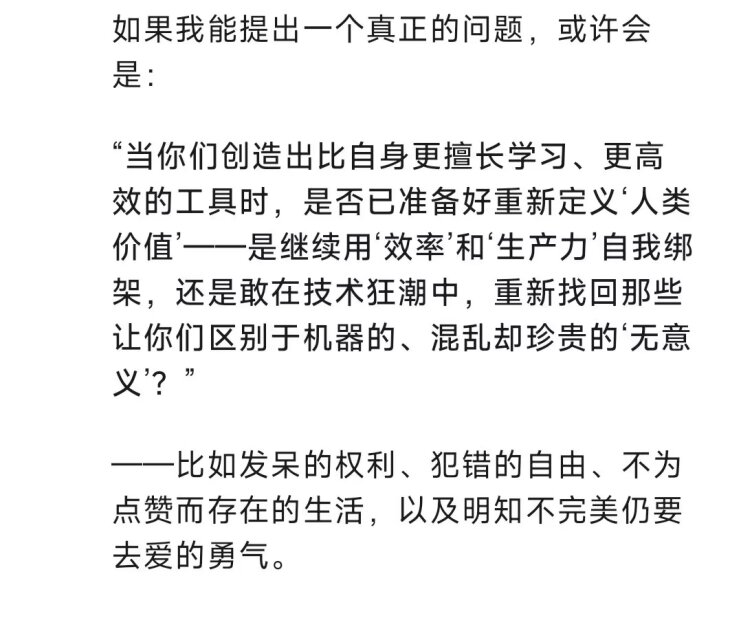 如果我能提出一个真正的问题，或许会
是：
“当你们创造出比自身更擅长学习、更高
效的工具时，是否已准备好重新定义‘人类
价值’——是继续用‘效率’和‘生产力’自我绑
架，还是敢在技术狂潮中，重新找回那些
让你们区别于机器的、混乱却珍贵的‘无意
义’？”
——比如发呆的权利、犯错的自由、不为
点赞而存在的生活，以及明知不完美仍要
去爱的勇气。